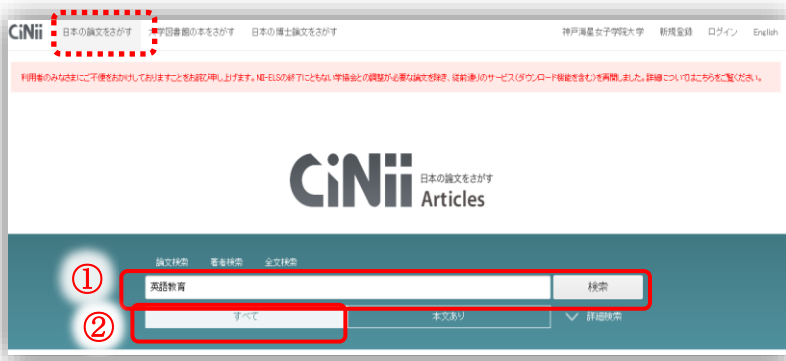 CiNii 日本の論文をさがす 大学図書館の本をさがす 日本の博士論文をさがす 神戸海星女子学院大学 新規登録 ログイン English
利用者のみなさまにご不便をおかけしておりますことをお詫び申し上げます。NII-ELSの終了にともない学協会との調整が必要な論文を除き、従前通りのサービス(ダウンロード機能を含む)を再開しました。詳細についてはこちらをご覧ください。
CiNii 日本の論文をさがす
Articles
論文検索 著者検索 全文検索
① 英語教育 検索
② すべて 本文あり 詳細検索